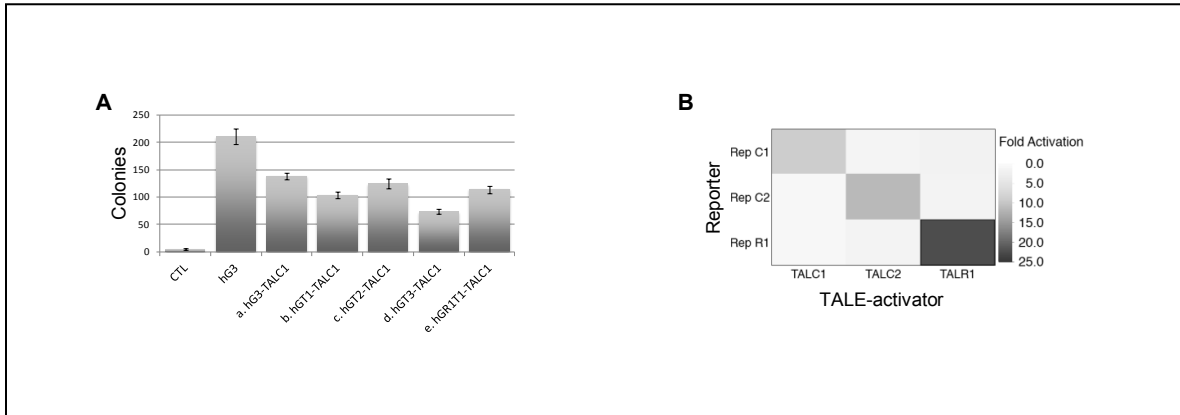 A
Colonies
250
200
150
100
50
0
CTL
hG3
a. hG3-TALC1
b. hGT1-TALC1
c. hGT2-TALC1
d. hGT3-TALC1
e. hGR1T1-TALC1
B
Reporter
Rep C1
Rep C2
Rep R1
TALC1 TALC2 TALR1
TALE-activator
Fold Activation
0.0
5.0
10.0
15.0
20.0
25.0